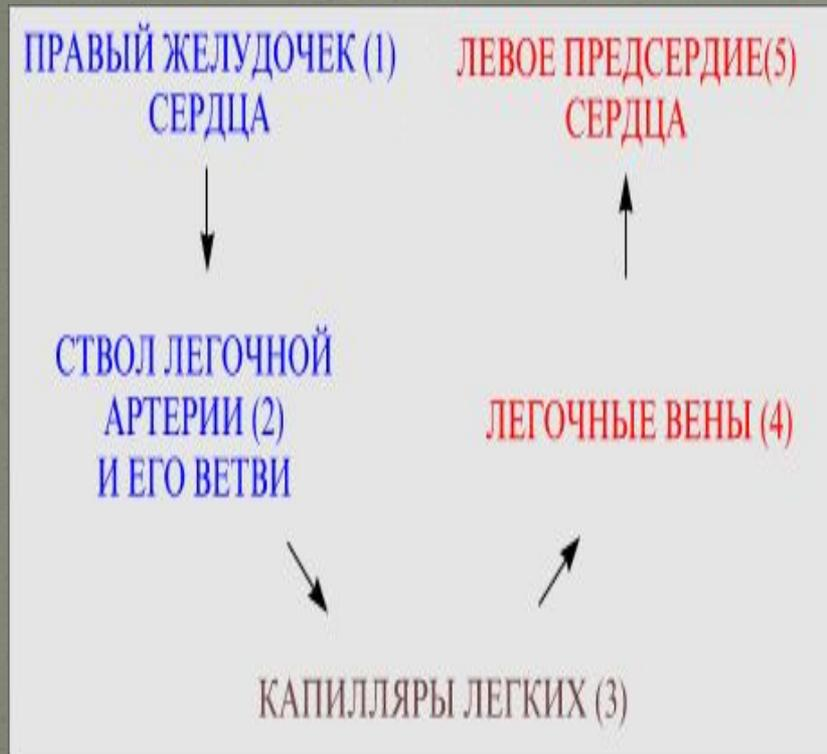 ПРАВЫЙ ЖЕЛУДОЧЕК (1)
СЕРДЦА
СТВОЛ ЛЕГОЧНОЙ
АРТЕРИИ (2)
И ЕГО ВЕТВИ
КАПИЛЛЯРЫ ЛЕГКИХ (3)
ЛЕГОЧНЫЕ ВЕНЫ (4)
ЛЕВОЕ ПРЕДСЕРДИЕ(5)
СЕРДЦА